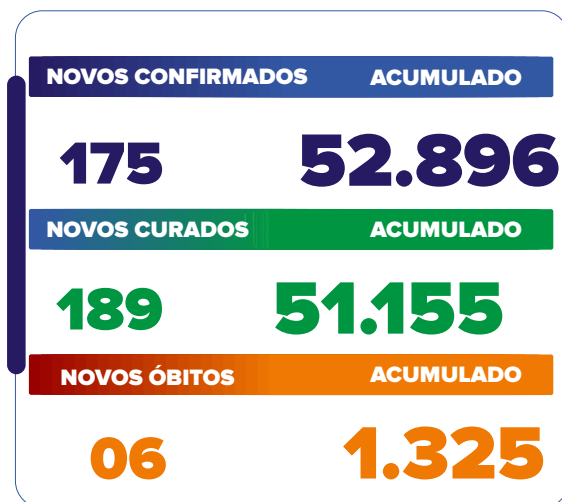 NOVOS CONFIRMADOS ACUMULADO
175 52.896
NOVOS CURADOS ACUMULADO
189 51.155
NOVOS ÓBITOS ACUMULADO
06 1.325